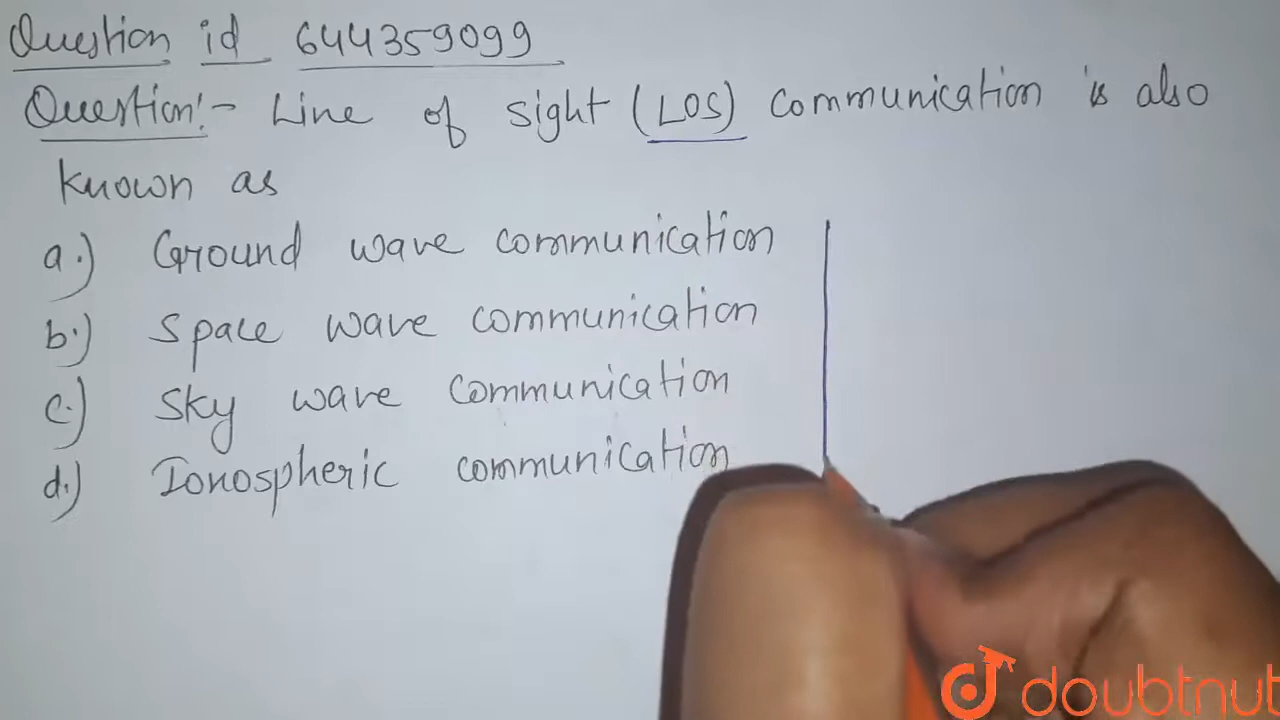 Question id 644359099
Question:- Line of sight (LOS) communication is also
known as
a.) Ground wave communication
b.) Space wave communication
c.) Sky wave communication
d.) Ionospheric communication
doubtnut